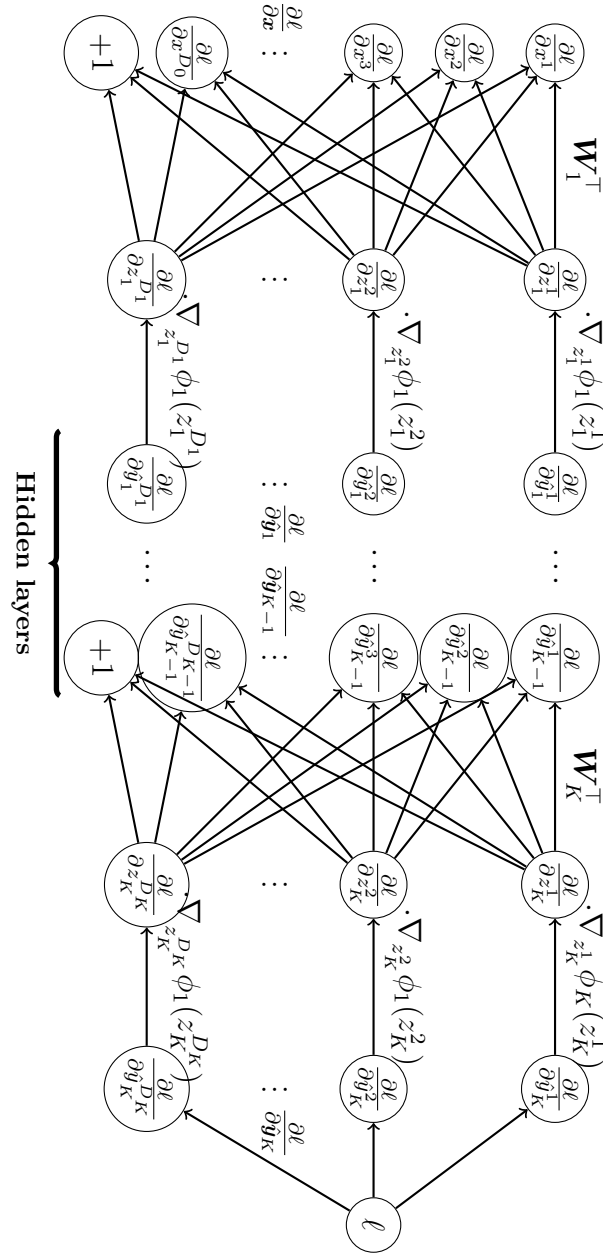 W_1^⊤ W_K^⊤
∂ℓ/∂x^1 ∂ℓ/∂z_1^1 ·∇_{z_1^1} ϕ_1(z_1^1) ∂ℓ/∂ŷ_1^1 … ∂ℓ/∂ŷ_{K−1}^1 ∂ℓ/∂z_K^1 ·∇_{z_K^1} ϕ_K(z_K^1) ∂ℓ/∂ŷ_K^1
∂ℓ/∂x^2 ∂ℓ/∂ŷ_{K−1}^2
∂ℓ/∂x^3 ∂ℓ/∂z_1^2 ·∇_{z_1^2} ϕ_1(z_1^2) ∂ℓ/∂ŷ_1^2 … ∂ℓ/∂ŷ_{K−1}^3 ∂ℓ/∂z_K^2 ·∇_{z_K^2} ϕ_1(z_K^2) ∂ℓ/∂ŷ_K^2 ℓ
∂ℓ/∂x ⋮ ⋮ ⋮ ∂ℓ/∂ŷ_1 ∂ℓ/∂ŷ_{K−1} ⋮ ⋮ ⋮ ∂ℓ/∂ŷ_K
∂ℓ/∂x^{D_0} ∂ℓ/∂ŷ_{K−1}^{D_{K−1}}
∂ℓ/∂z_1^{D_1} ·∇_{z_1^{D_1}} ϕ_1(z_1^{D_1}) ∂ℓ/∂ŷ_1^{D_1} … ∂ℓ/∂z_K^{D_K} ·∇_{z_K^{D_K}} ϕ_1(z_K^{D_K}) ∂ℓ/∂ŷ_K^{D_K}
+1 +1
Hidden layers